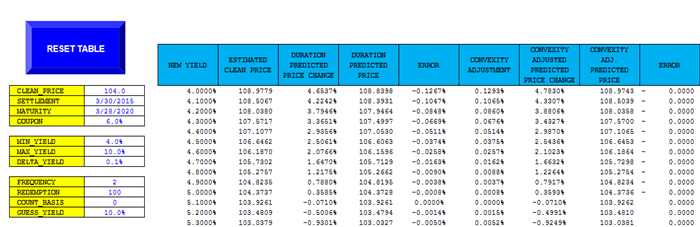 RESET TABLE
NEW YIELD ESTIMATED CLEAN PRICE DURATION PREDICTED PRICE CHANGE DURATION PREDICTED PRICE ERROR CONVEXITY ADJUSTMENT CONVEXITY ADJUSTED PREDICTED PRICE CHANGE CONVEXITY ADJ. PREDICTED PRICE ERROR
CLEAN_PRICE 104.0 4.0000% 108.9779 4.6537% 108.8398 -0.1267% 0.1293% 4.7830% 108.9743 - 0.0000
SETTLEMENT 3/30/2015 4.1000% 108.5067 4.2242% 108.3931 -0.1047% 0.1065% 4.3307% 108.5039 - 0.0000
MATURITY 3/28/2020 4.2000% 108.0380 3.7946% 107.9464 -0.0848% 0.0860% 3.8806% 108.0358 - 0.0000
COUPON 6.0% 4.3000% 107.5717 3.3651% 107.4997 -0.0669% 0.0676% 3.4327% 107.5700 - 0.0000
4.4000% 107.1077 2.9356% 107.0530 -0.0511% 0.0514% 2.9870% 107.1065 - 0.0000
MIN_YIELD 4.0% 4.5000% 106.6462 2.5061% 106.6063 -0.0374% 0.0375% 2.5436% 106.6453 - 0.0000
MAX_YIELD 10.0% 4.6000% 106.1870 2.0766% 106.1596 -0.0258% 0.0257% 2.1023% 106.1864 - 0.0000
DELTA_YIELD 0.1% 4.7000% 105.7302 1.6470% 105.7129 -0.0163% 0.0162% 1.6632% 105.7298 - 0.0000
4.8000% 105.2757 1.2175% 105.2662 -0.0090% 0.0088% 1.2264% 105.2754 - 0.0000
FREQUENCY 2 4.9000% 104.8235 0.7880% 104.8195 -0.0038% 0.0037% 0.7917% 104.8234 - 0.0000
REDEMPTION 100 5.0000% 104.3737 0.3585% 104.3728 -0.0008% 0.0008% 0.3593% 104.3736 - 0.0000
COUNT_BASIS 0 5.1000% 103.9261 -0.0710% 103.9261 0.0000% 0.0000% -0.0710% 103.9262 0.0000
GUESS_YIELD 10.0% 5.2000% 103.4809 -0.5006% 103.4794 -0.0014% 0.0015% -0.4991% 103.4810 0.0000
5.3000% 103.0379 -0.9301% 103.0327 -0.0050% 0.0052% -0.9249% 103.0381 0.0000